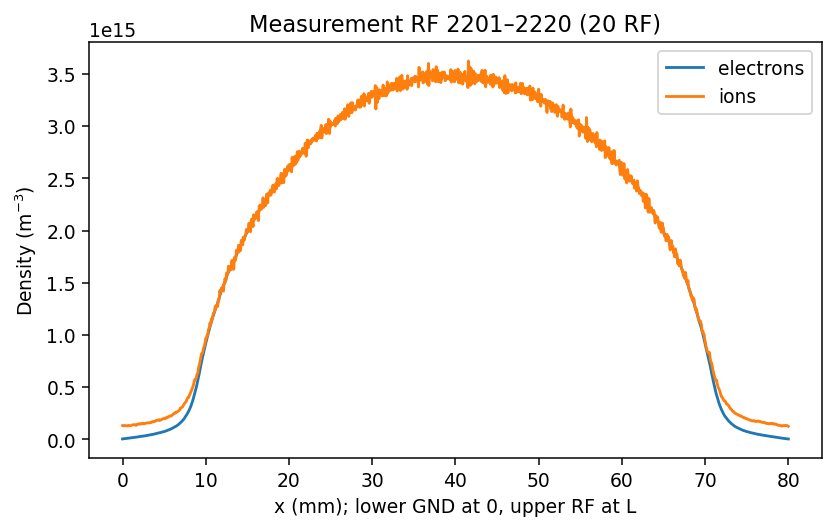 Measurement RF 2201–2220 (20 RF)
1e15
electrons
ions
3.5
3.0
2.5
2.0
1.5
1.0
0.5
0.0
Density (m⁻³)
0 10 20 30 40 50 60 70 80
x (mm); lower GND at 0, upper RF at L